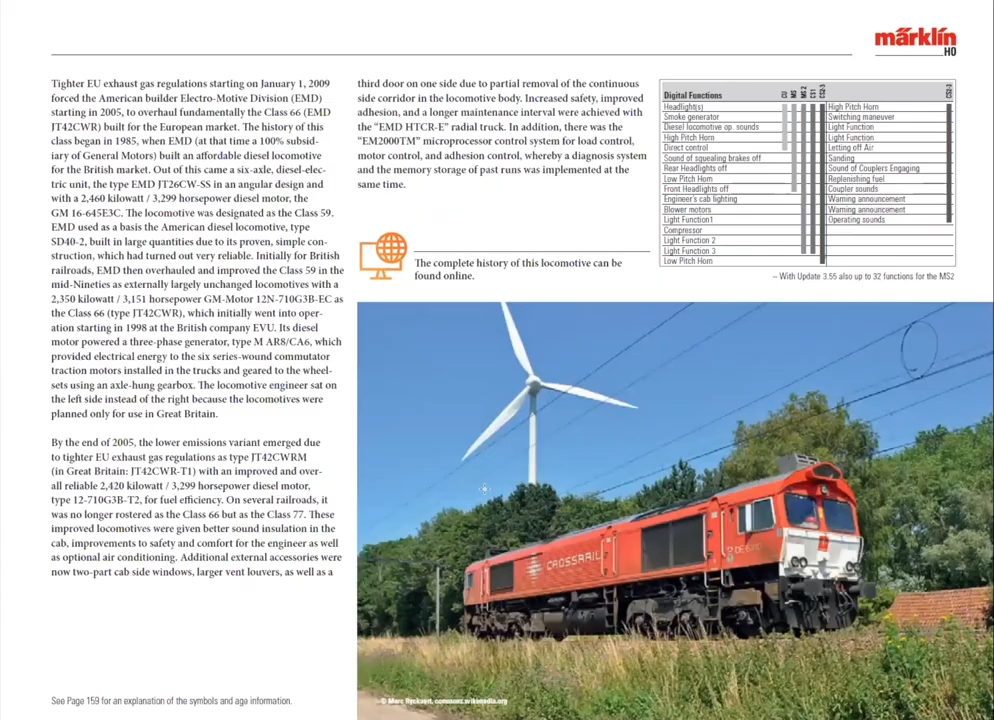 märklín
H0
Tighter EU exhaust gas regulations starting on January 1, 2009
forced the American builder Electro-Motive Division (EMD)
starting in 2005, to overhaul fundamentally the Class 66 (EMD
JT42CWR) built for the European market. The history of this
class began in 1985, when EMD (at that time a 100% subsid-
iary of General Motors) built an affordable diesel locomotive
for the British market. Out of this came a six-axle, diesel-elec-
tric unit, the type EMD JT26CW-SS in an angular design and
with a 2,460 kilowatt / 3,299 horsepower diesel motor, the
GM 16-645E3C. The locomotive was designated as the Class 59.
EMD used as a basis the American diesel locomotive, type
SD40-2, built in large quantities due to its proven, simple con-
struction, which had turned out very reliable. Initially for British
railroads, EMD then overhauled and improved the Class 59 in the
mid-Nineties as externally largely unchanged locomotives with a
2,350 kilowatt / 3,151 horsepower GM-Motor 12N-710G3B-EC as
the Class 66 (type JT42CWR), which initially went into oper-
ation starting in 1998 at the British company EVU. Its diesel
motor powered a three-phase generator, type M AR8/CA6, which
provided electrical energy to the six series-wound commutator
traction motors installed in the trucks and geared to the wheel-
sets using an axle-hung gearbox. The locomotive engineer sat on
the left side instead of the right because the locomotives were
planned only for use in Great Britain.
By the end of 2005, the lower emissions variant emerged due
to tighter EU exhaust gas regulations as type JT42CWRM
(in Great Britain: JT42CWR-T1) with an improved and over-
all reliable 2,420 kilowatt / 3,299 horsepower diesel motor,
type 12-710G3B-T2, for fuel efficiency. On several railroads, it
was no longer rostered as the Class 66 but as the Class 77. These
improved locomotives were given better sound insulation in the
cab, improvements to safety and comfort for the engineer as well
as optional air conditioning. Additional external accessories were
now two-part cab side windows, larger vent louvers, as well as a
third door on one side due to partial removal of the continuous
side corridor in the locomotive body. Increased safety, improved
adhesion, and a longer maintenance interval were achieved with
the “EMD HTCR-E” radial truck. In addition, there was the
“EM2000TM” microprocessor control system for load control,
motor control, and adhesion control, whereby a diagnosis system
and the memory storage of past runs was implemented at the
same time.
The complete history of this locomotive can be
found online.
Digital Functions CU MS MS 2 CS1 CS2-3
Headlight(s)
Smoke generator
Diesel locomotive op. sounds
High Pitch Horn
Direct control
Sound of squealing brakes off
Rear Headlights off
Low Pitch Horn
Front Headlights off
Engineer's cab lighting
Blower motors
Light Function1
Compressor
Light Function 2
Light Function 3
Low Pitch Horn
CS2-3
High Pitch Horn
Switching maneuver
Light Function
Light Function
Letting off Air
Sanding
Sound of Couplers Engaging
Replenishing fuel
Coupler sounds
Warning announcement
Warning announcement
Operating sounds
– With Update 3.55 also up to 32 functions for the MS2
CROSSRAIL
© Marc Ryckaert, commons.wikimedia.org
See Page 159 for an explanation of the symbols and age information.